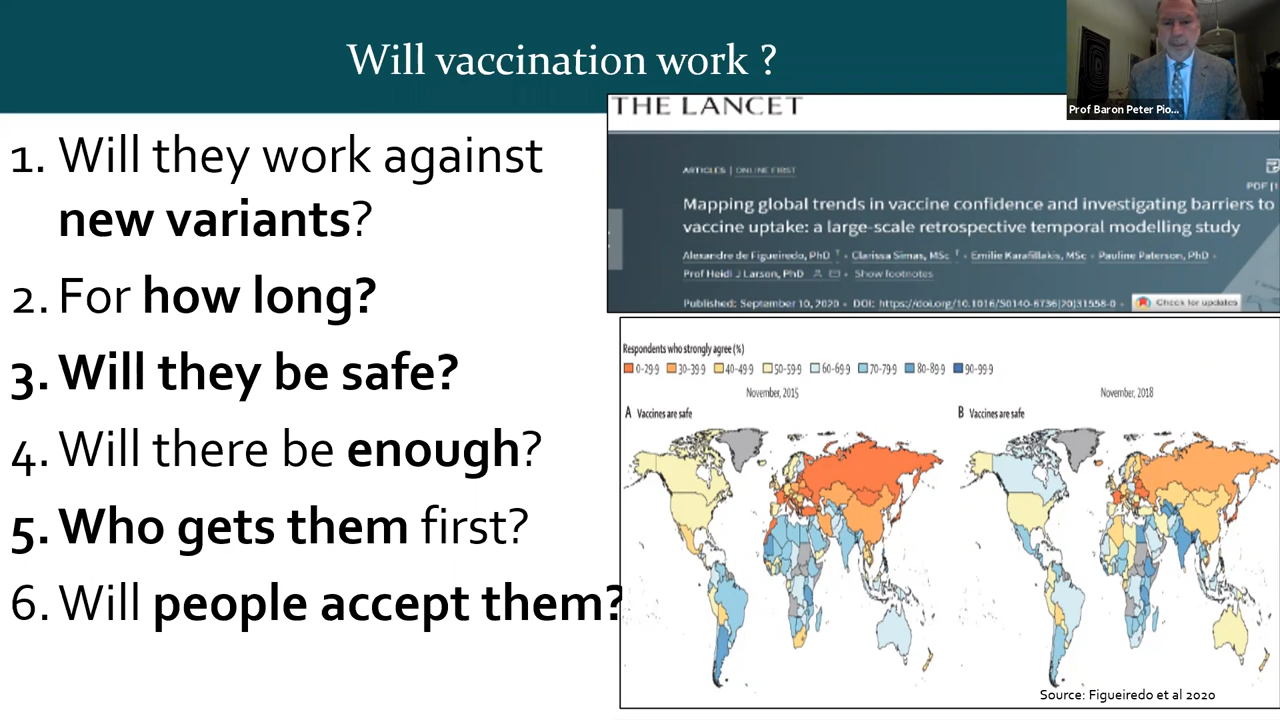 Will vaccination work ?
Prof Baron Peter Pio...
1. Will they work against
new variants?
2. For how long?
3. Will they be safe?
4. Will there be enough?
5. Who gets them first?
6. Will people accept them?
THE LANCET
ARTICLES | ONLINE FIRST
PDF [1
Mapping global trends in vaccine confidence and investigating barriers to
vaccine uptake: a large-scale retrospective temporal modelling study
Alexandre de Figueiredo, PhD † • Clarissa Simas, MSc † • Emilie Karafillakis, MSc • Pauline Paterson, PhD •
Prof Heidi J Larson, PhD • Show footnotes
Published: September 10, 2020 • DOI: https://doi.org/10.1016/S0140-6736(20)31558-0 • Check for updates
Respondents who strongly agree (%)
0-29·9 30-39·9 40-49·9 50-59·9 60-69·9 70-79·9 80-89·9 90-99·9
November, 2015
November, 2018
A Vaccines are safe
B Vaccines are safe
Source: Figueiredo et al 2020